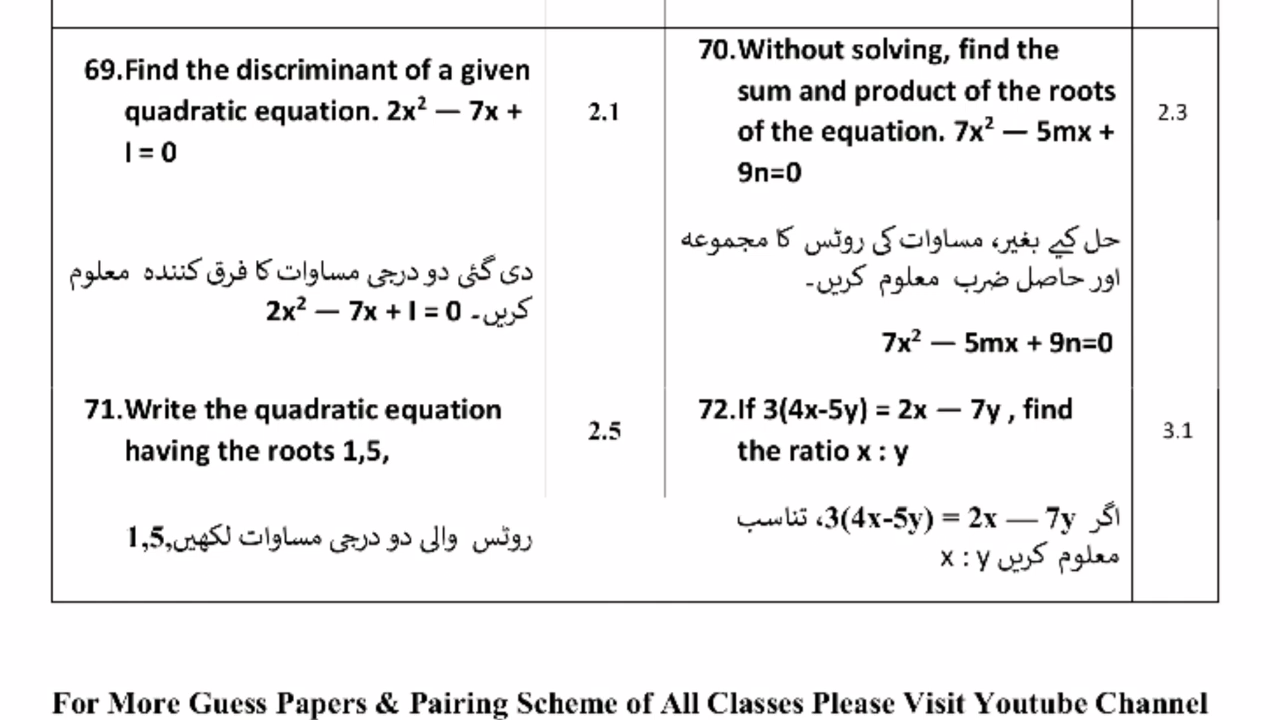 69.Find the discriminant of a given
quadratic equation. 2x² — 7x +
l = 0
2.1
دی گئی دو درجی مساوات کا فرق کنندہ معلوم
کریں۔ 2x² — 7x + l = 0
70.Without solving, find the
sum and product of the roots
of the equation. 7x² — 5mx +
9n=0
2.3
حل کیے بغیر، مساوات کی روٹس کا مجموعہ
اور حاصل ضرب معلوم کریں۔
7x² — 5mx + 9n=0
71.Write the quadratic equation
having the roots 1,5,
2.5
روٹس والی دو درجی مساوات لکھیں,1,5
72.If 3(4x-5y) = 2x — 7y , find
the ratio x : y
3.1
اگر 3(4x-5y) = 2x — 7y، تناسب
معلوم کریں x : y
For More Guess Papers & Pairing Scheme of All Classes Please Visit Youtube Channel